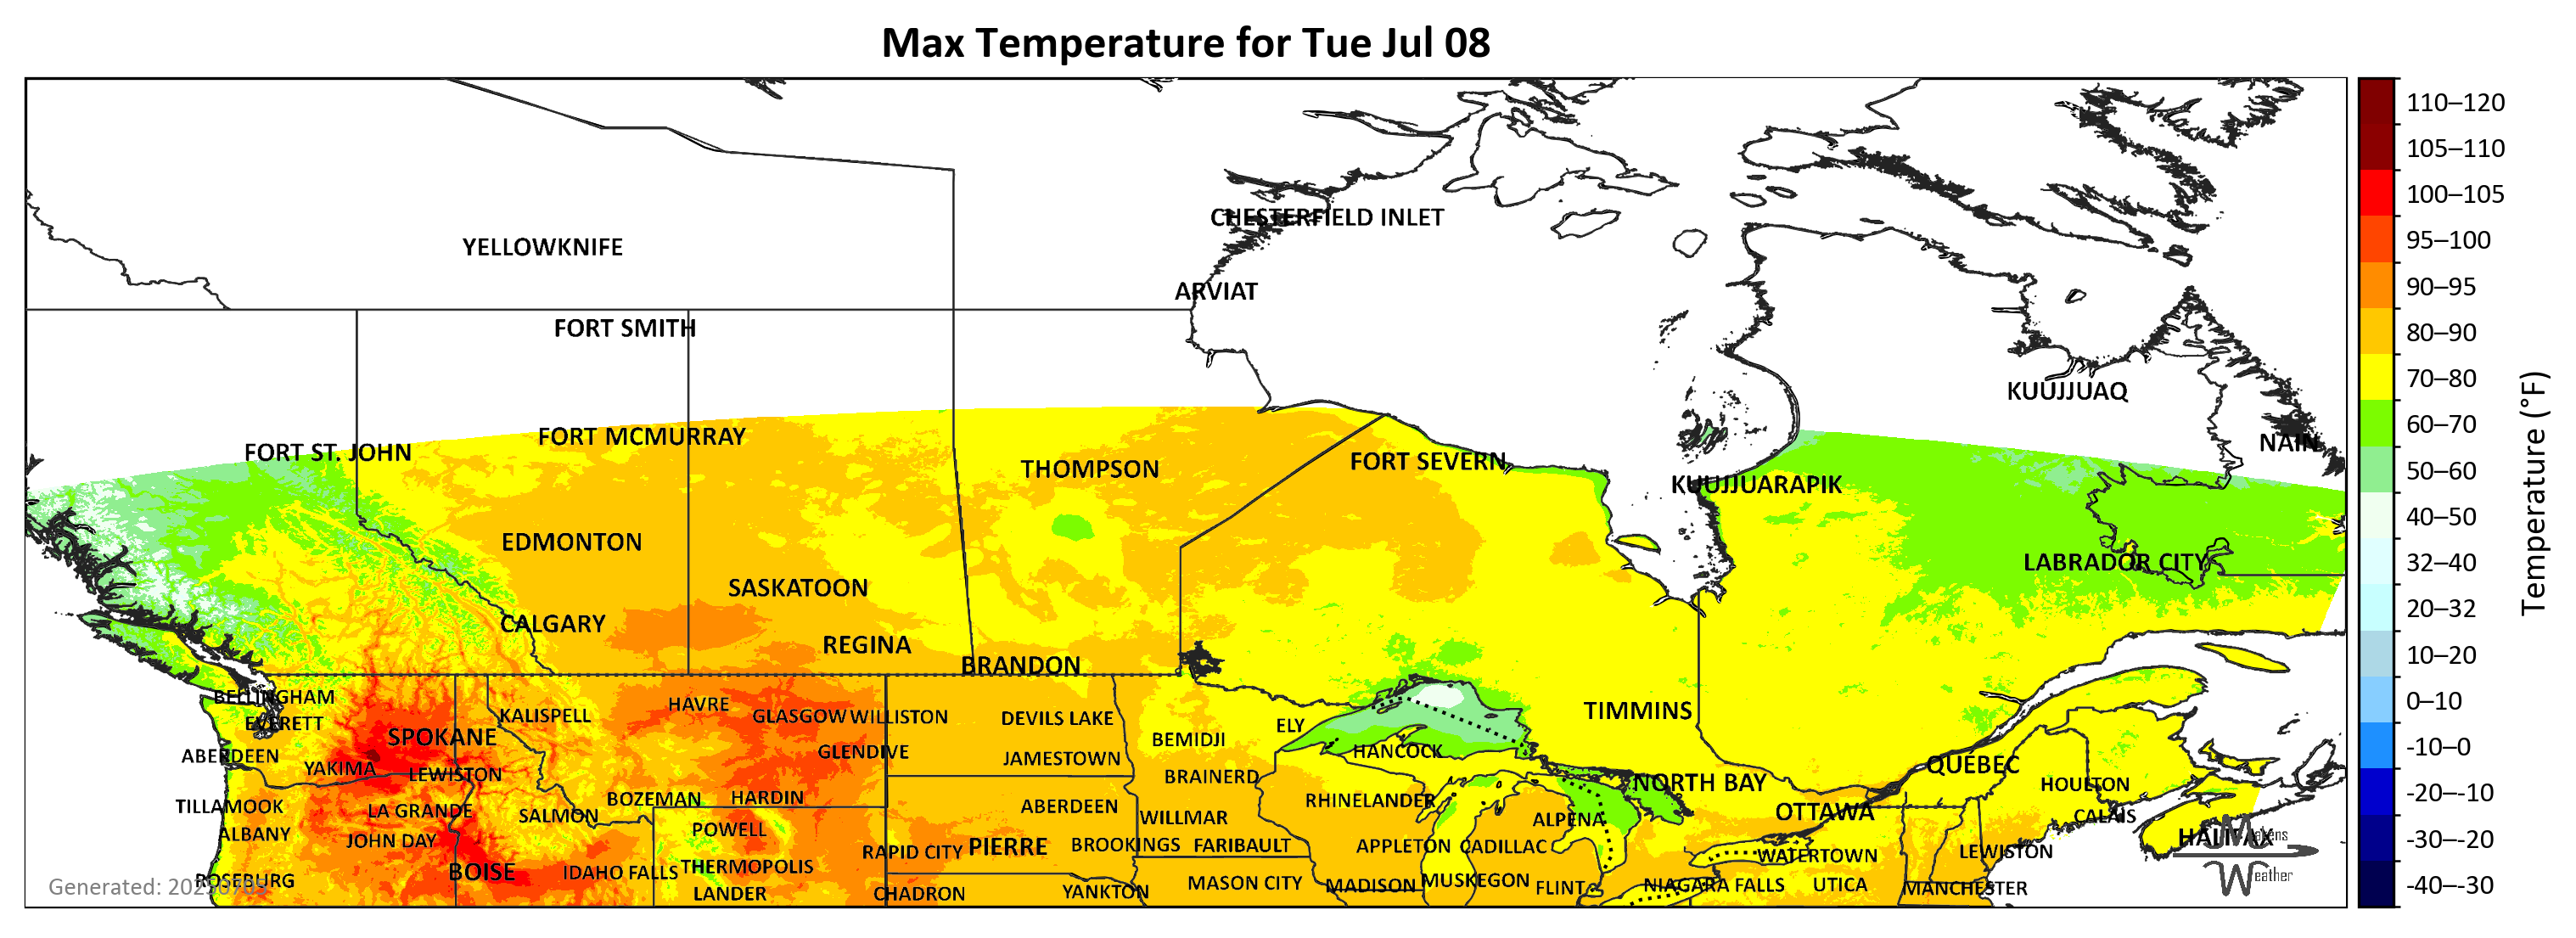 Max Temperature for Tue Jul 08
CHESTERFIELD INLET
YELLOWKNIFE
ARVIAT
FORT SMITH
KUUJJUAQ
FORT MCMURRAY
NAIN
FORT ST. JOHN
FORT SEVERN
THOMPSON
KUUJJUARAPIK
EDMONTON
LABRADOR CITY
SASKATOON
CALGARY
REGINA
BRANDON
BELLINGHAM
HAVRE
TIMMINS
KALISPELL
GLASGOW WILLISTON
DEVILS LAKE
EVERETT
ELY
SPOKANE
BEMIDJI
GLENDIVE
HANCOCK
ABERDEEN
JAMESTOWN
QUÉBEC
YAKIMA
LEWISTON
BRAINERD
NORTH BAY
HOULTON
BOZEMAN
HARDIN
RHINELANDER
TILLAMOOK
ABERDEEN
LA GRANDE
OTTAWA
SALMON
CALAIS
WILLMAR
ALPENA
POWELL
ALBANY
HALIFAX
JOHN DAY
PIERRE
BROOKINGS
FARIBAULT
APPLETON
CADILLAC
RAPID CITY
LEWISTON
WATERTOWN
THERMOPOLIS
BOISE
IDAHO FALLS
ROSEBURG
MUSKEGON
MASON CITY
MADISON
NIAGARA FALLS
UTICA
FLINT
MANCHESTER
YANKTON
LANDER
CHADRON
Makens
Weather
110–120
105–110
100–105
95–100
90–95
80–90
70–80
60–70
50–60
40–50
32–40
20–32
10–20
0–10
-10–0
-20–-10
-30–-20
-40–-30
Temperature (°F)